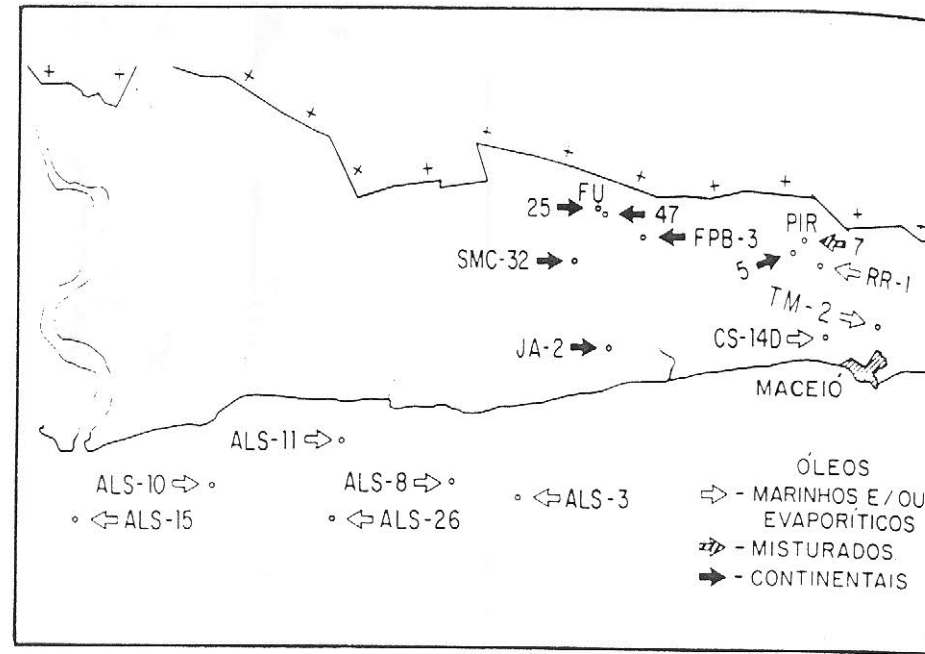 FU
25 47
FPB-3
PIR
7
5
RR-1
SMC-32
TM-2
CS-14D
JA-2
MACEIÓ
ALS-11
ALS-10
ALS-8
ALS-3
ALS-15
ALS-26
ÓLEOS
- MARINHOS E/OU
EVAPORÍTICOS
- MISTURADOS
- CONTINENTAIS